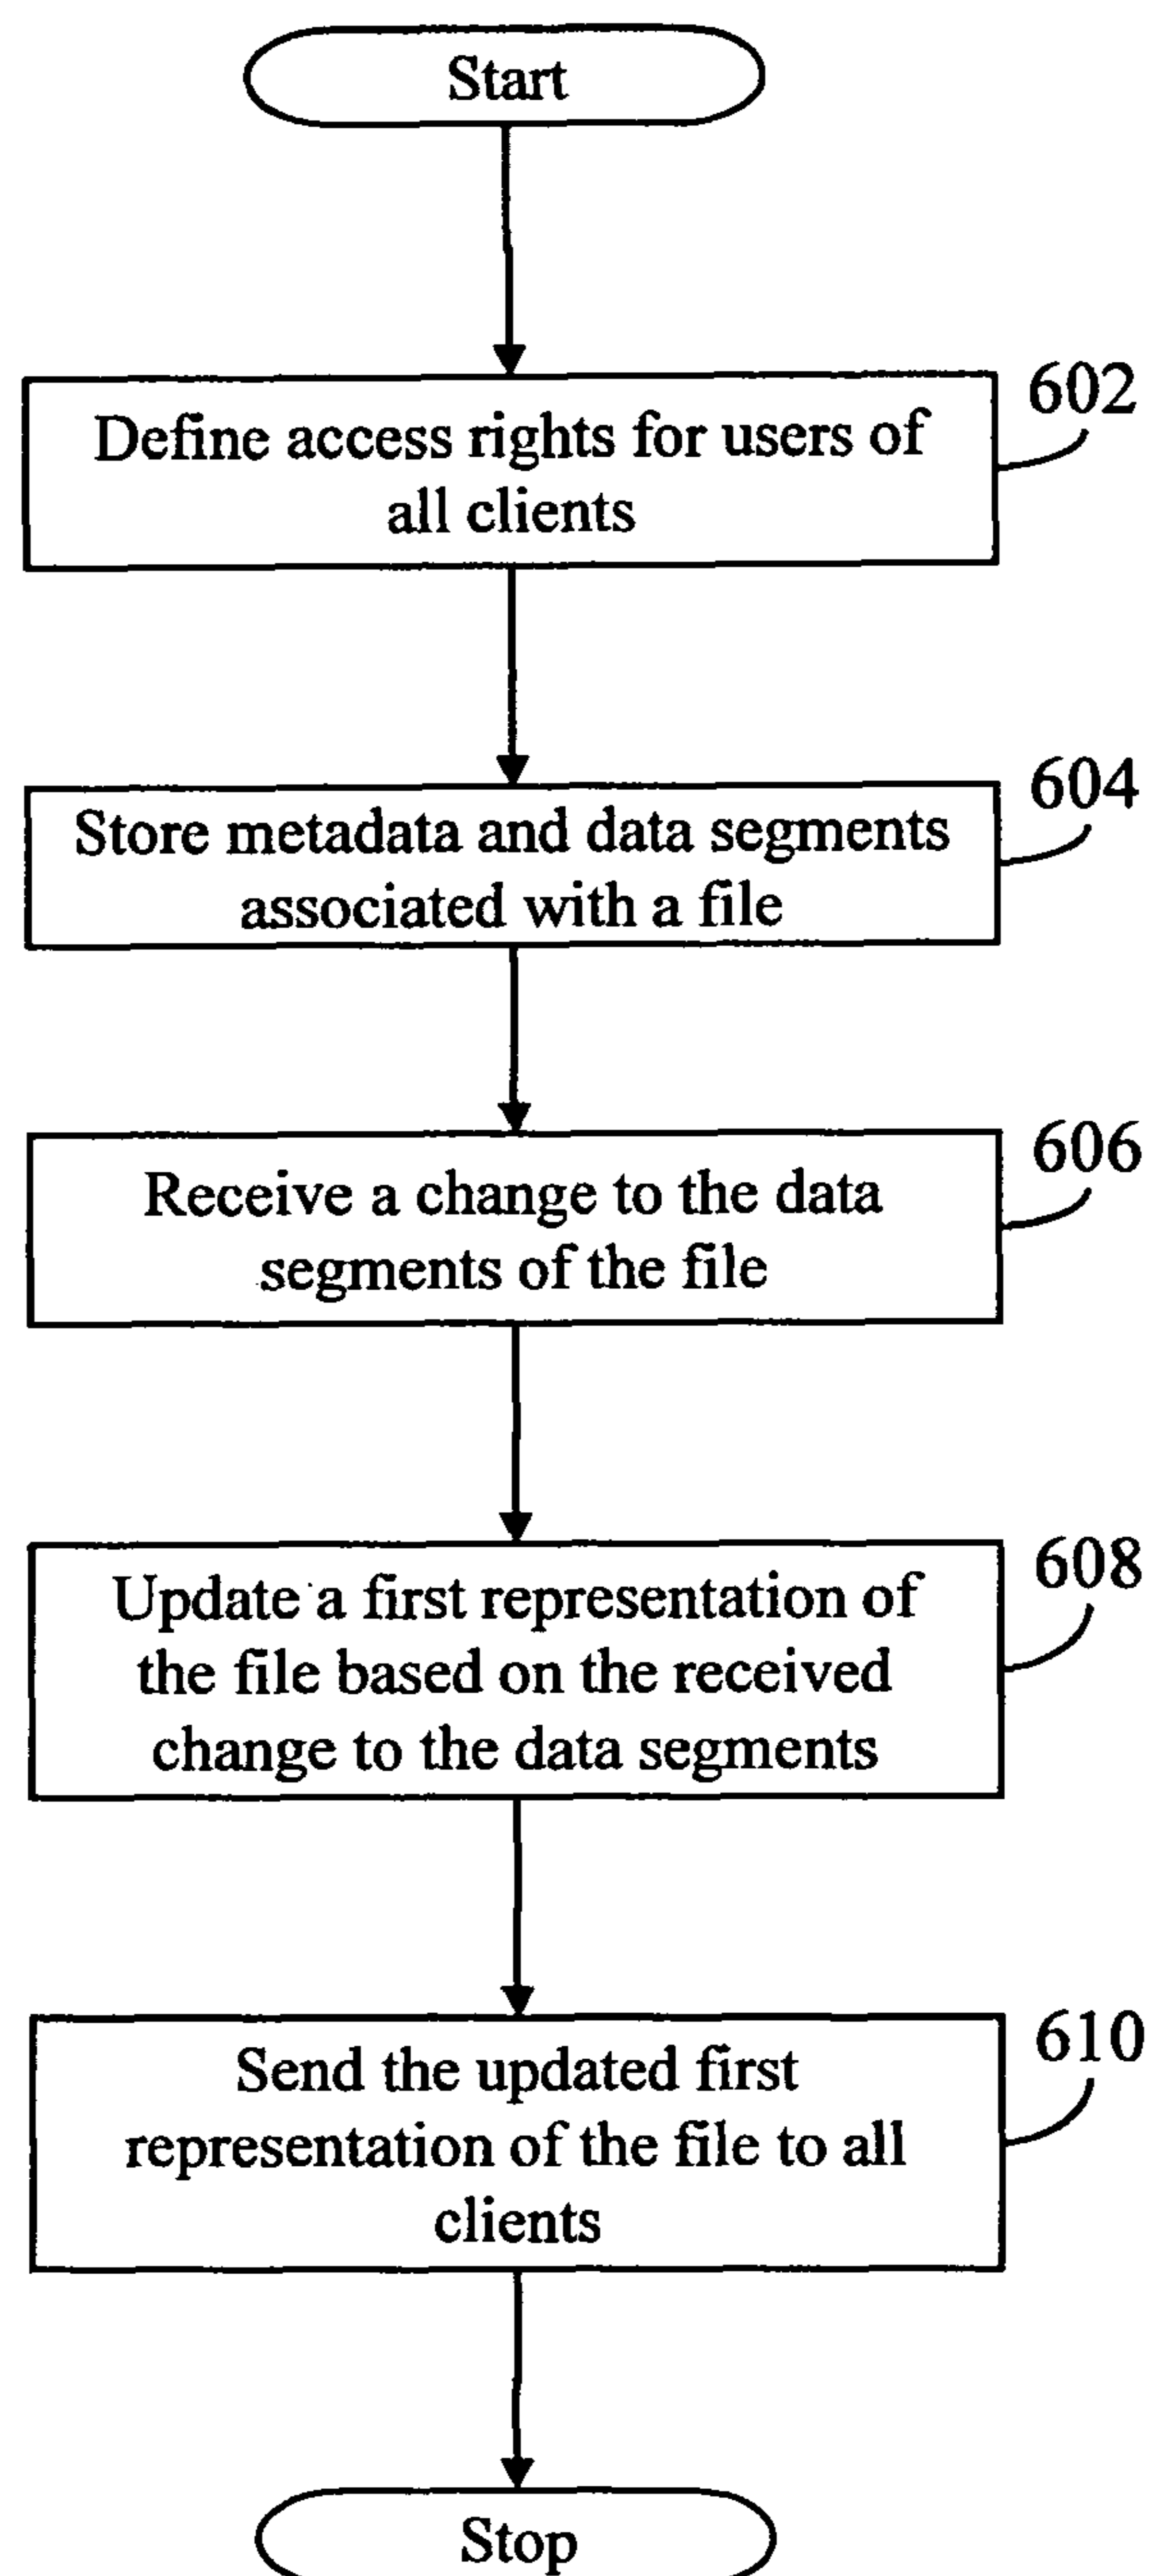 Start
602
Define access rights for users of
all clients
604
Store metadata and data segments
associated with a file
606
Receive a change to the data
segments of the file
608
Update a first representation of
the file based on the received
change to the data segments
610
Send the updated first
representation of the file to all
clients
Stop